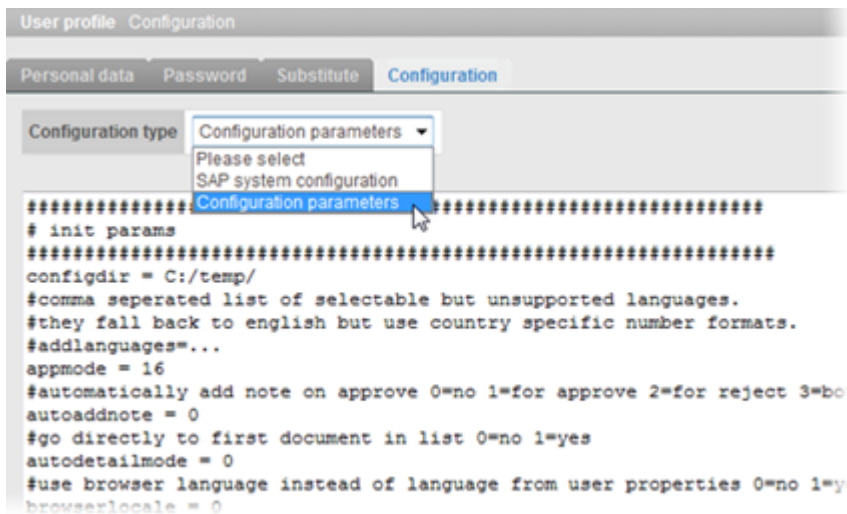 User profile Configuration
Personal data Password Substitute Configuration
Configuration type Configuration parameters
Please select
SAP system configuration
Configuration parameters
# init params
##################################################################
configdir = C:/temp/
#comma seperated list of selectable but unsupported languages.
#they fall back to english but use country specific number formats.
#addlanguages=...
appmode = 16
#automatically add note on approve 0=no 1=for approve 2=for reject 3=bo
autoaddnote = 0
#go directly to first document in list 0=no 1=yes
autodetailmode = 0
#use browser language instead of language from user properties 0=no 1=y
browserlocale = 0